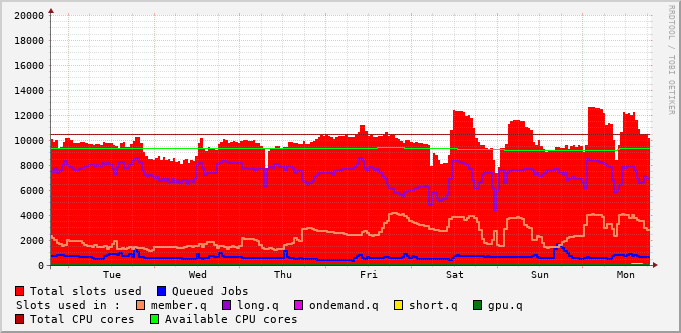 RRDTOOL / TOBI OETIKER
20000
18000
16000
14000
12000
10000
8000
6000
4000
2000
0
Tue Wed Thu Fri Sat Sun Mon
Total slots used Queued Jobs
Slots used in : member.q long.q ondemand.q short.q gpu.q
Total CPU cores Available CPU cores